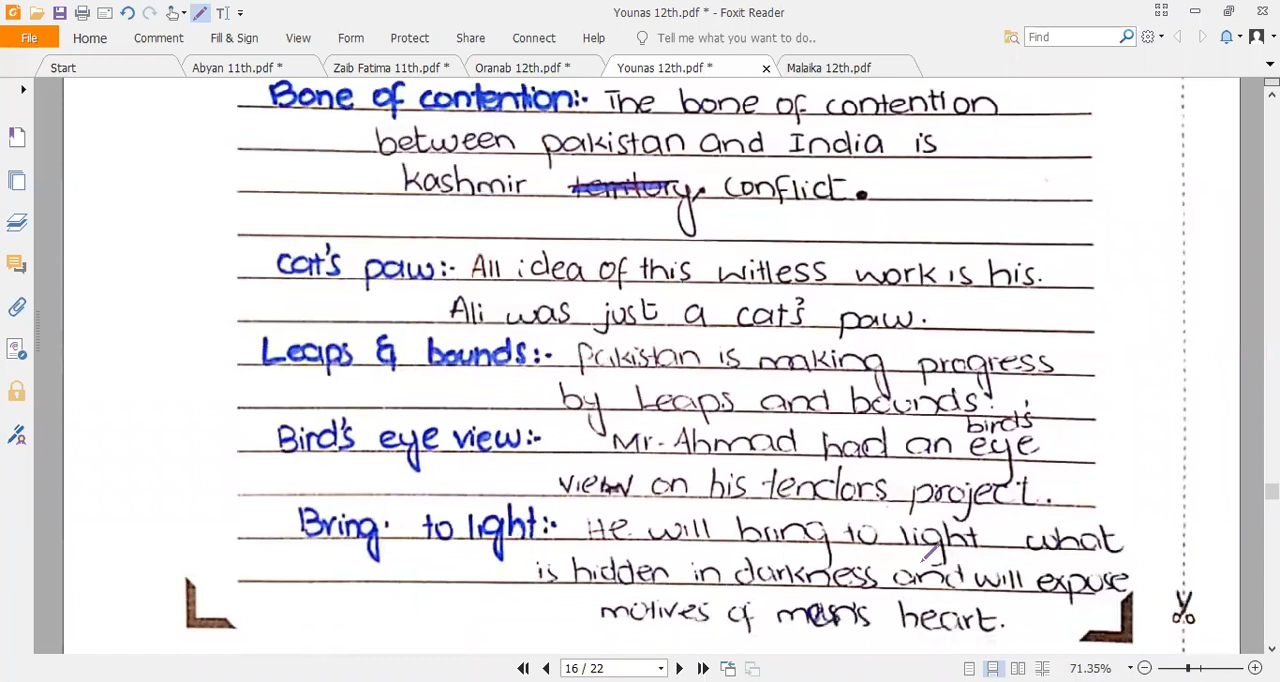 Younas 12th.pdf * - Foxit Reader
File Home Comment Fill & Sign View Form Protect Share Connect Help Tell me what you want to do.. Find
Start Abyan 11th.pdf * Zaib Fatima 11th.pdf * Oranab 12th.pdf * Younas 12th.pdf * Malaika 12th.pdf
Bone of contention:- The bone of contention
between pakistan and India is
kashmir territory. conflict.
cat's paw:- All idea of this witless work is his.
Ali was just a cat's paw.
Leaps & bounds:- pakistan is making progress
by Leaps and bounds.
bird's
Bird's eye view:- Mr. Ahmad had an eye
view on his tendors project.
Bring to light:- He will bring to light what
is hidden in darkness and will expose
motives of men's heart.
16 / 22 71.35%